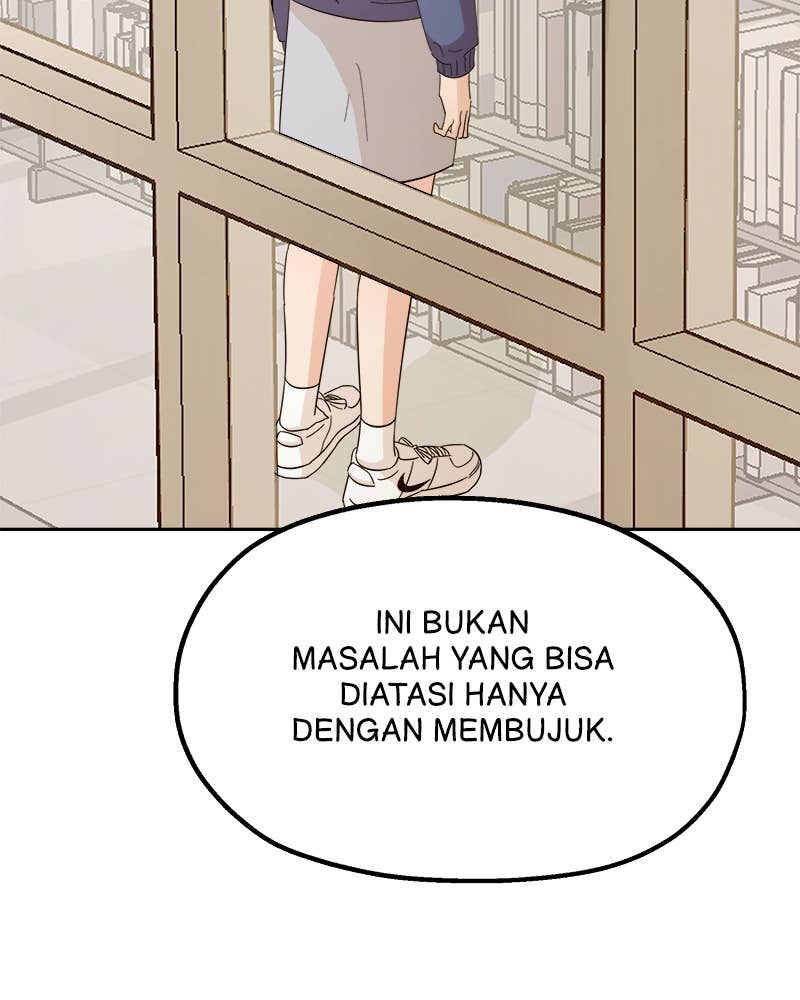 INI BUKAN
MASALAH YANG BISA
DIATASI HANYA
DENGAN MEMBUJUK.